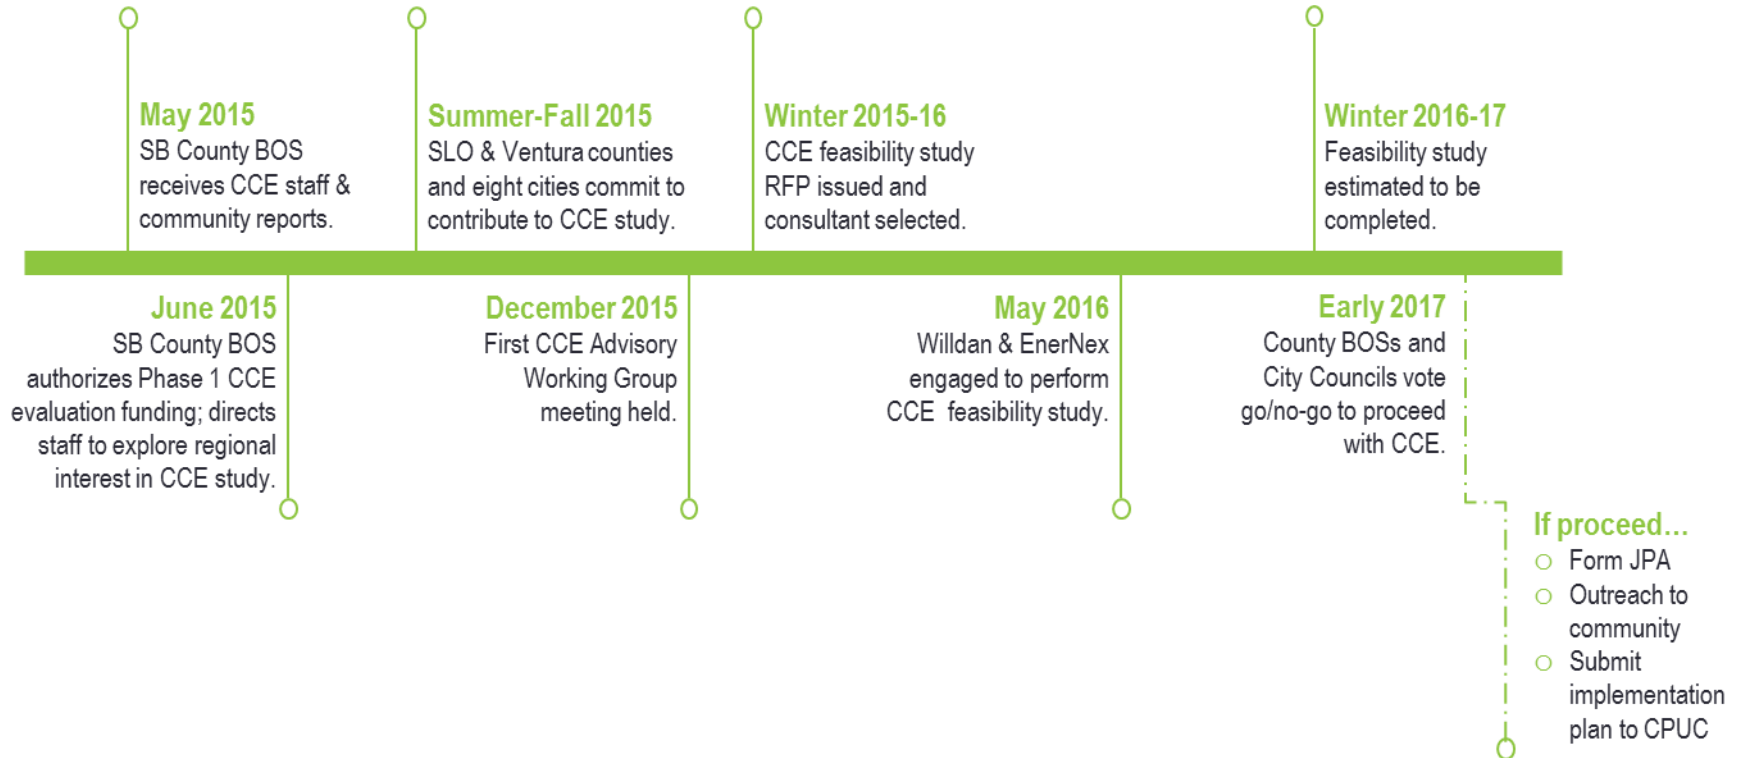 May 2015
SB County BOS
receives CCE staff &
community reports.
Summer-Fall 2015
SLO & Ventura counties
and eight cities commit to
contribute to CCE study.
Winter 2015-16
CCE feasibility study
RFP issued and
consultant selected.
Winter 2016-17
Feasibility study
estimated to be
completed.
June 2015
SB County BOS
authorizes Phase 1 CCE
evaluation funding; directs
staff to explore regional
interest in CCE study.
December 2015
First CCE Advisory
Working Group
meeting held.
May 2016
Willdan & EnerNex
engaged to perform
CCE feasibility study.
Early 2017
County BOSs and
City Councils vote
go/no-go to proceed
with CCE.
If proceed...
Form JPA
Outreach to
community
Submit
implementation
plan to CPUC